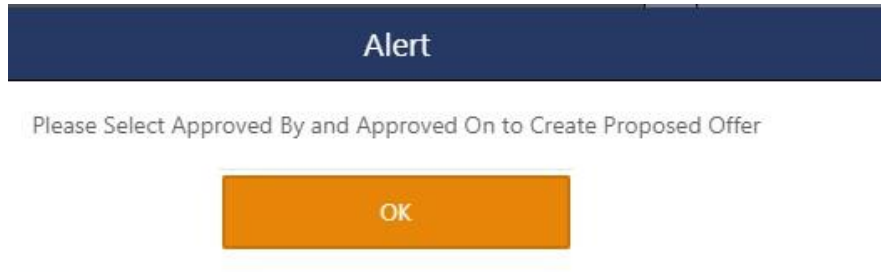 Alert
Please Select Approved By and Approved On to Create Proposed Offer
OK